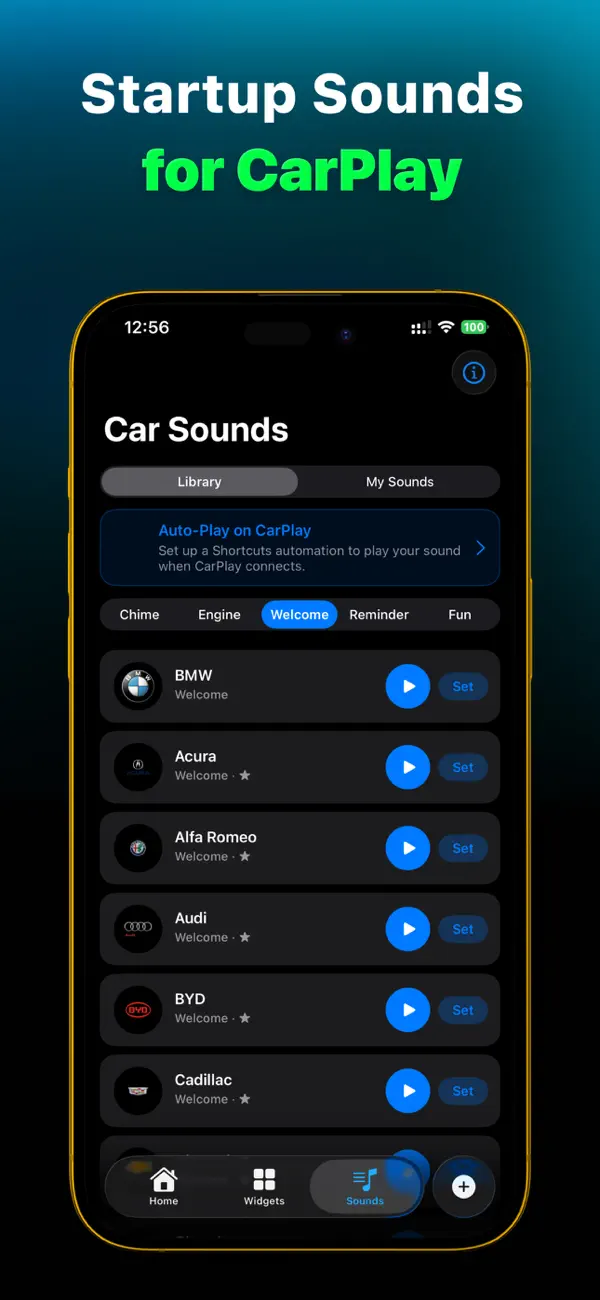 Startup Sounds
for CarPlay
12:56
100
Car Sounds
Library
My Sounds
Auto-Play on CarPlay
Set up a Shortcuts automation to play your sound
when CarPlay connects.
Chime
Engine
Welcome
Reminder
Fun
BMW
Welcome
Set
Acura
Welcome · ★
Set
Alfa Romeo
Welcome · ★
Set
Audi
Welcome · ★
Set
BYD
BYD
Welcome · ★
Set
Cadillac
Welcome · ★
Set
Home
Widgets
Sounds